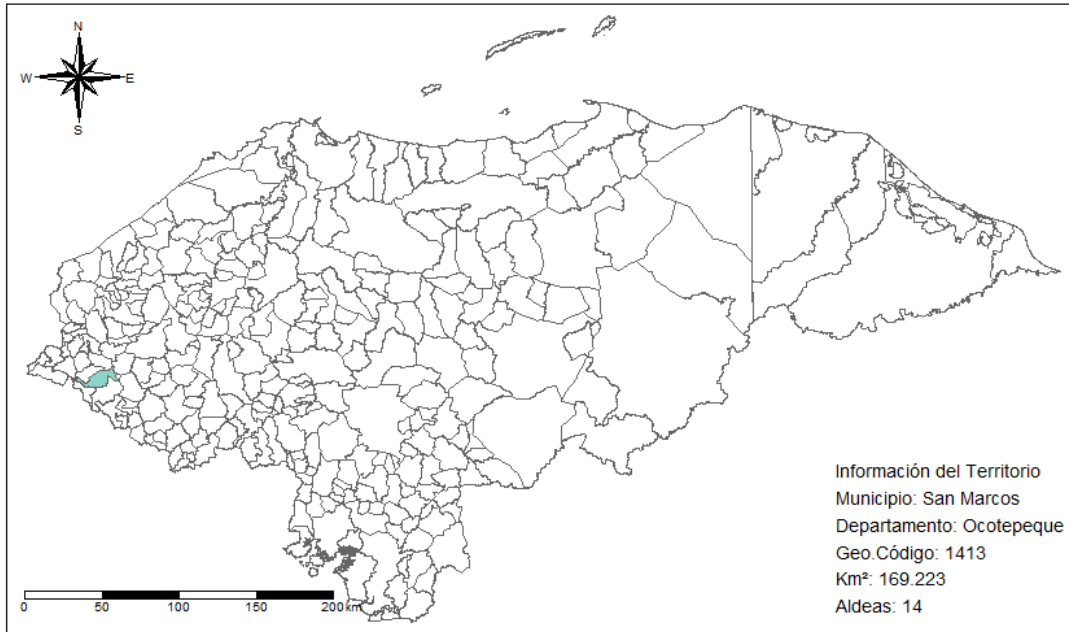 N
W E
S
Información del Territorio
Municipio: San Marcos
Departamento: Ocotepeque
Geo.Código: 1413
Km²: 169.223
Aldeas: 14
0 50 100 150 200 km